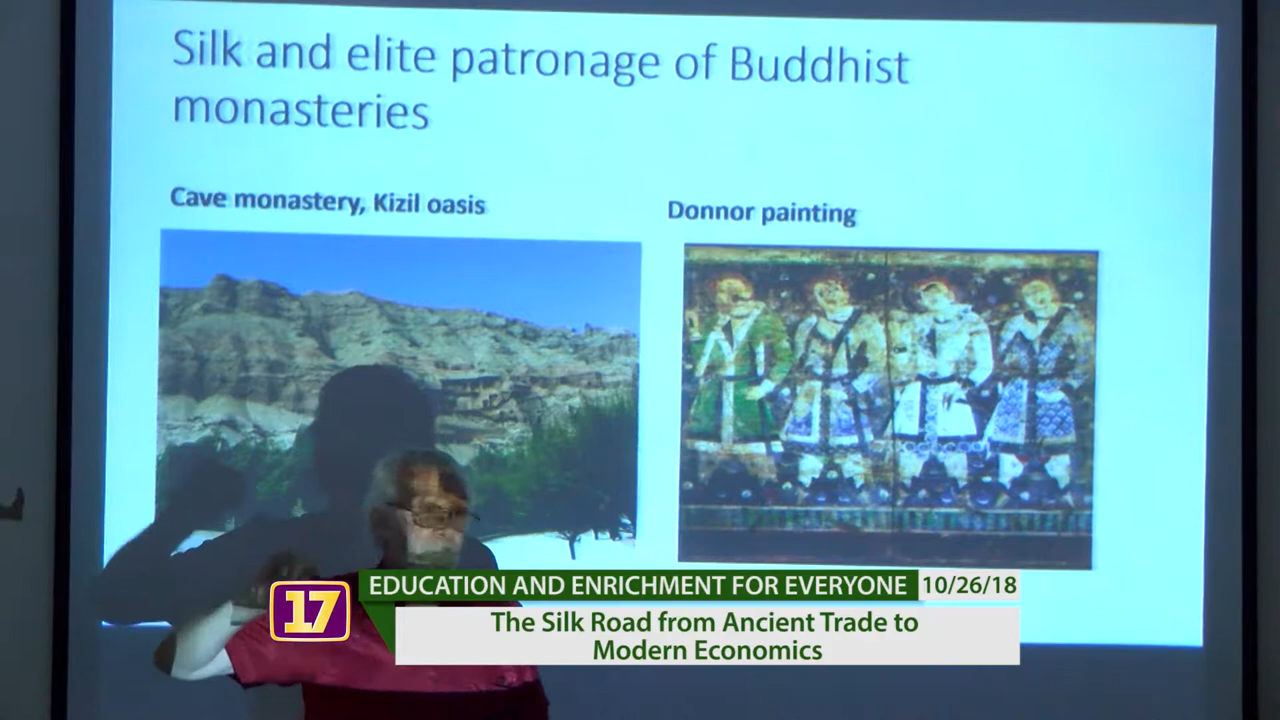 Silk and elite patronage of Buddhist
monasteries
Cave monastery, Kizil oasis
Donnor painting
17
EDUCATION AND ENRICHMENT FOR EVERYONE
10/26/18
The Silk Road from Ancient Trade to
Modern Economics